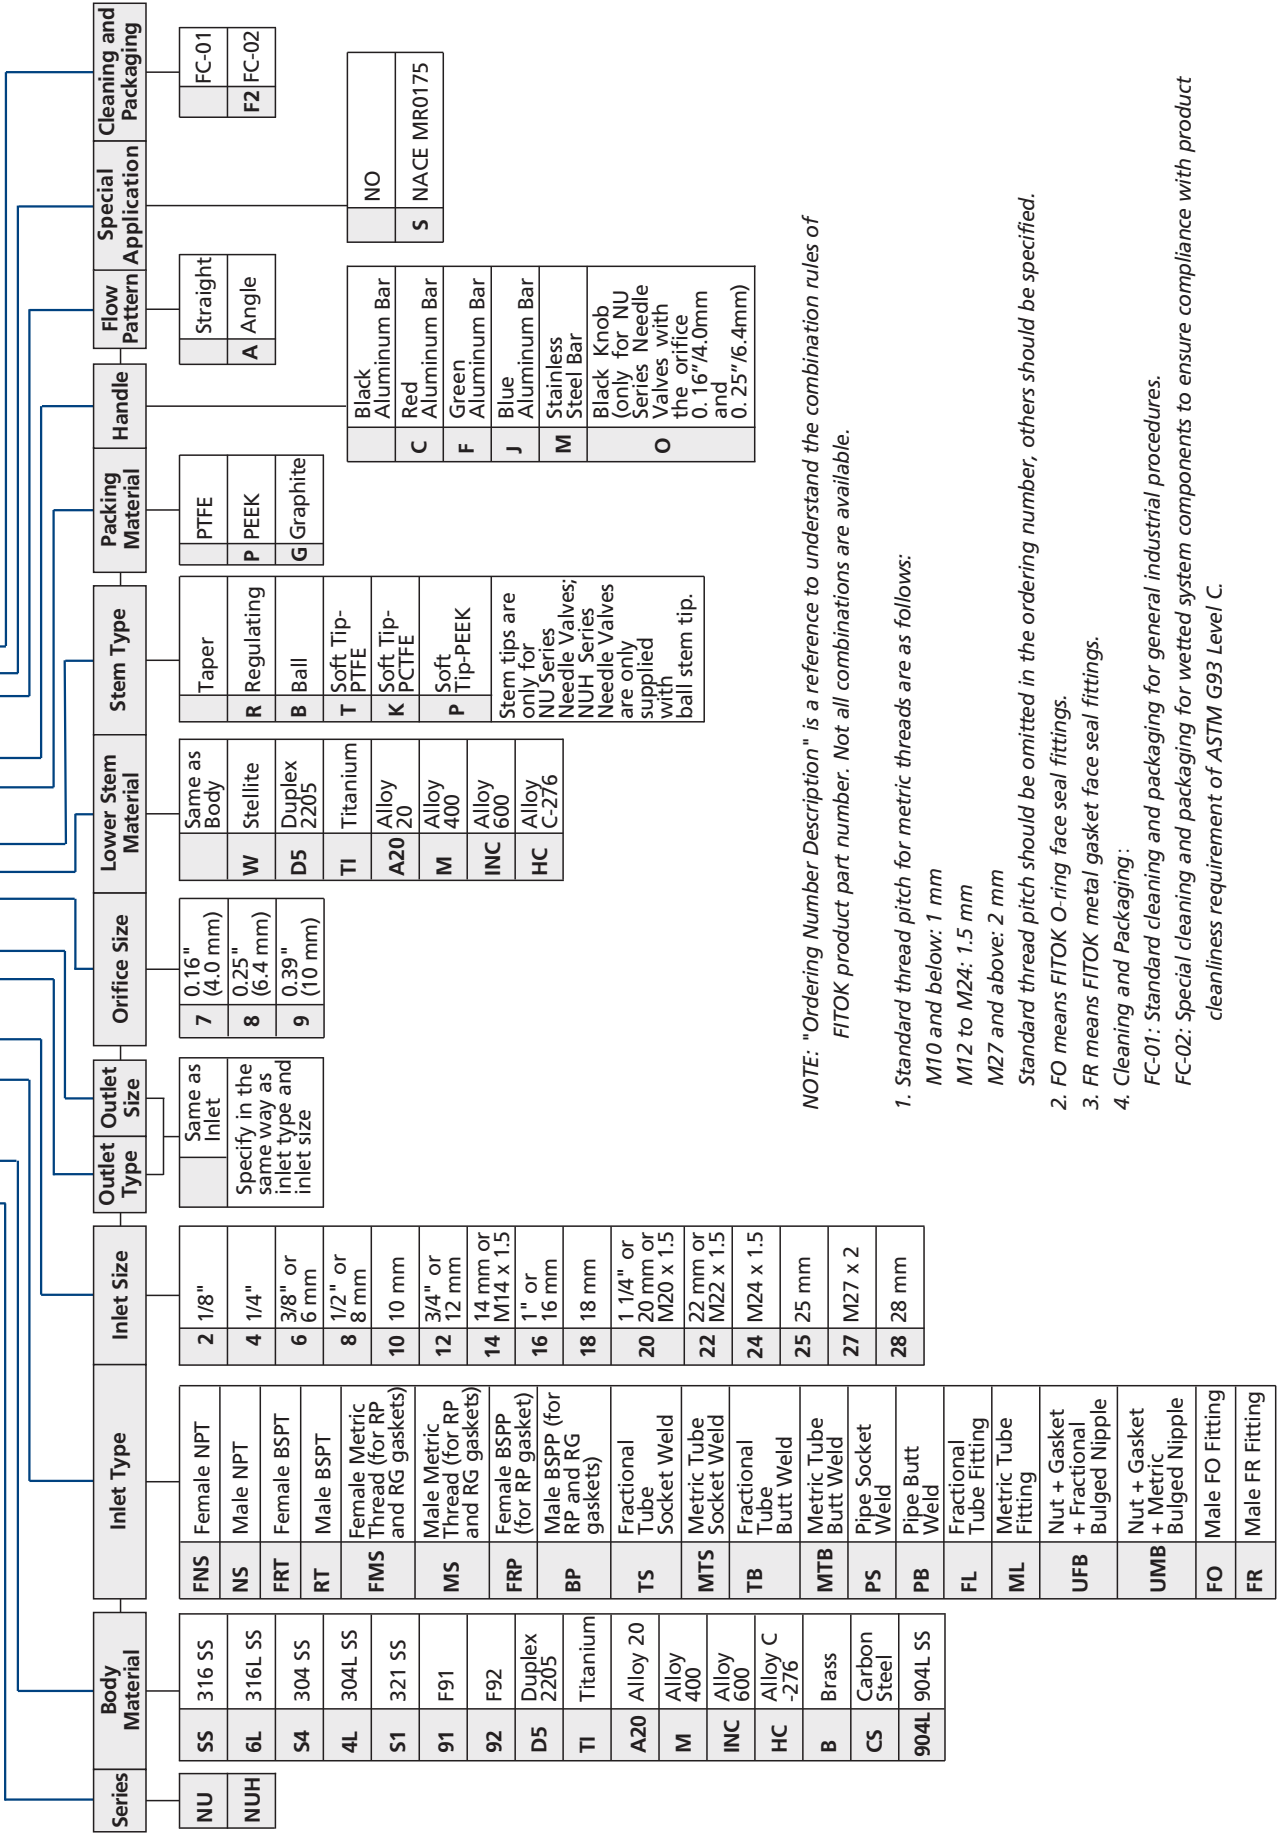 Series
NU
NUH
Body
Material
SS 316 SS
6L 316L SS
S4 304 SS
4L 304L SS
S1 321 SS
91 F91
92 F92
D5 Duplex
2205
TI Titanium
A20 Alloy 20
M Alloy
400
INC Alloy
600
HC Alloy C
-276
B Brass
CS Carbon
Steel
904L 904L SS
Inlet Type
FNS Female NPT
NS Male NPT
FRT Female BSPT
RT Male BSPT
FMS Female Metric
Thread (for RP
and RG gaskets)
MS Male Metric
Thread (for RP
and RG gaskets)
FRP Female BSPP
(for RP gasket)
BP Male BSPP (for
RP and RG
gaskets)
TS Fractional
Tube
Socket Weld
MTS Metric Tube
Socket Weld
TB Fractional
Tube
Butt Weld
MTB Metric Tube
Butt Weld
PS Pipe Socket
Weld
PB Pipe Butt
Weld
FL Fractional
Tube Fitting
ML Metric Tube
Fitting
UFB Nut + Gasket
+ Fractional
Bulged Nipple
UMB Nut + Gasket
+ Metric
Bulged Nipple
FO Male FO Fitting
FR Male FR Fitting
Inlet Size
2 1/8"
4 1/4"
6 3/8" or
6 mm
8 1/2 " or
8 mm
10 10 mm
12 3/4" or
12 mm
14 14 mm or
M14 x 1.5
16 1" or
16 mm
18 18 mm
20 1 1/4" or
20 mm or
M20 x 1.5
22 22 mm or
M22 x 1.5
24 M24 x 1.5
25 25 mm
27 M27 x 2
28 28 mm
Outlet
Type
Outlet
Size
Same as
Inlet
Specify in the
same way as
inlet type and
inlet size
Orifice Size
7 0.16"
(4.0 mm)
8 0.25"
(6.4 mm)
9 0.39"
(10 mm)
Lower Stem
Material
Same as
Body
W Stellite
D5 Duplex
2205
TI Titanium
A20 Alloy
20
M Alloy
400
INC Alloy
600
HC Alloy
C-276
Stem Type
Taper
R Regulating
B Ball
T Soft Tip-
PTFE
K Soft Tip-
PCTFE
P Soft
Tip-PEEK
Stem tips are
only for
NU Series
Needle Valves;
NUH Series
Needle Valves
are only
supplied
with
ball stem tip.
Packing
Material
PTFE
P PEEK
G Graphite
Handle
Black
Aluminum Bar
C Red
Aluminum Bar
F Green
Aluminum Bar
J Blue
Aluminum Bar
M Stainless
Steel Bar
O Black Knob
(only for NU
Series Needle
Valves with
the orifice
0.16"/4.0mm
and
0.25"/6.4mm)
Flow
Pattern
Straight
A Angle
Special
Application
NO
S NACE MR0175
Cleaning and
Packaging
FC-01
F2 FC-02
NOTE: "Ordering Number Description" is a reference to understand the combination rules of
FITOK product part number. Not all combinations are available.
1. Standard thread pitch for metric threads are as follows:
M10 and below: 1 mm
M12 to M24: 1.5 mm
M27 and above: 2 mm
Standard thread pitch should be omitted in the ordering number, others should be specified.
2. FO means FITOK O-ring face seal fittings.
3. FR means FITOK metal gasket face seal fittings.
4. Cleaning and Packaging:
FC-01: Standard cleaning and packaging for general industrial procedures.
FC-02: Special cleaning and packaging for wetted system components to ensure compliance with product
cleanliness requirement of ASTM G93 Level C.